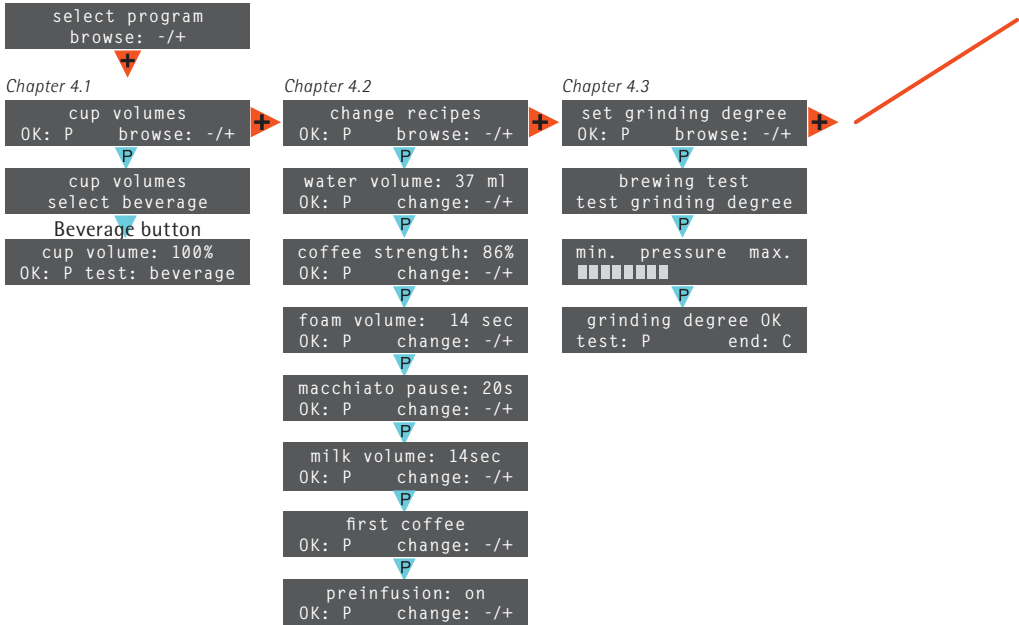 select program
browse: -/+
+
Chapter 4.1
cup volumes
OK: P browse: -/+
P
cup volumes
select beverage
Beverage button
cup volume: 100%
OK: P test: beverage
+
Chapter 4.2
change recipes
OK: P browse: -/+
P
water volume: 37 ml
OK: P change: -/+
P
coffee strength: 86%
OK: P change: -/+
P
foam volume: 14 sec
OK: P change: -/+
P
macchiato pause: 20s
OK: P change: -/+
P
milk volume: 14sec
OK: P change: -/+
P
first coffee
OK: P change: -/+
P
preinfusion: on
OK: P change: -/+
+
Chapter 4.3
set grinding degree
OK: P browse: -/+
P
brewing test
test grinding degree
P
min. pressure max.
P
grinding degree OK
test: P end: C
+